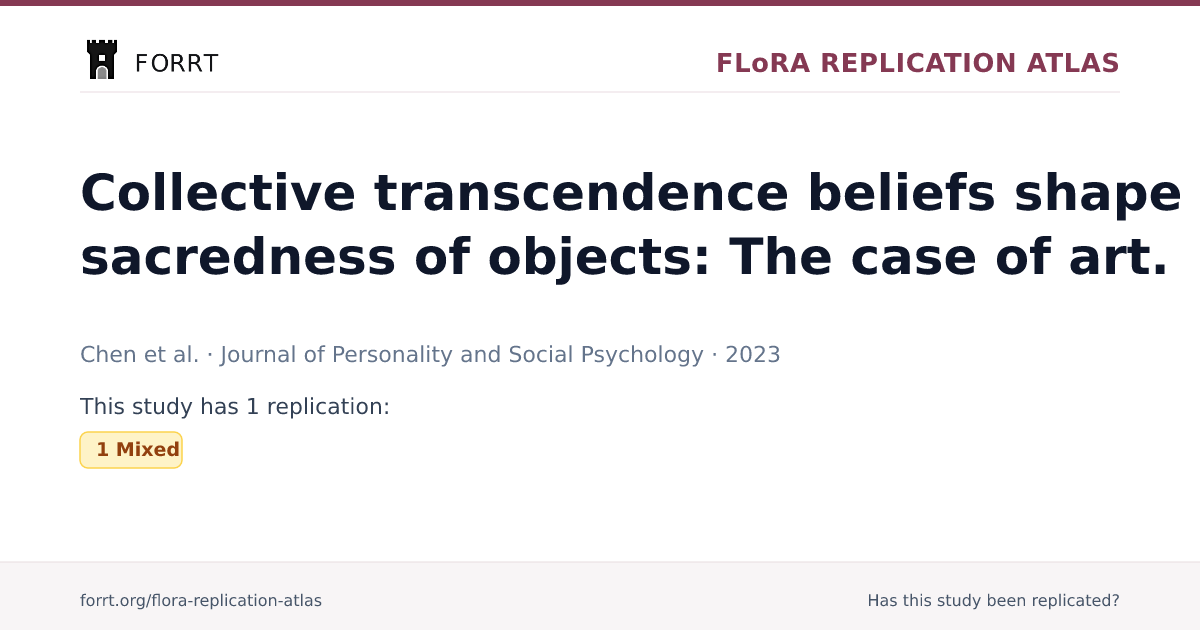 FORRT
FLoRA REPLICATION ATLAS
Collective transcendence beliefs shape
sacredness of objects: The case of art.
Chen et al. · Journal of Personality and Social Psychology · 2023
This study has 1 replication:
1 Mixed
forrt.org/flora-replication-atlas
Has this study been replicated?